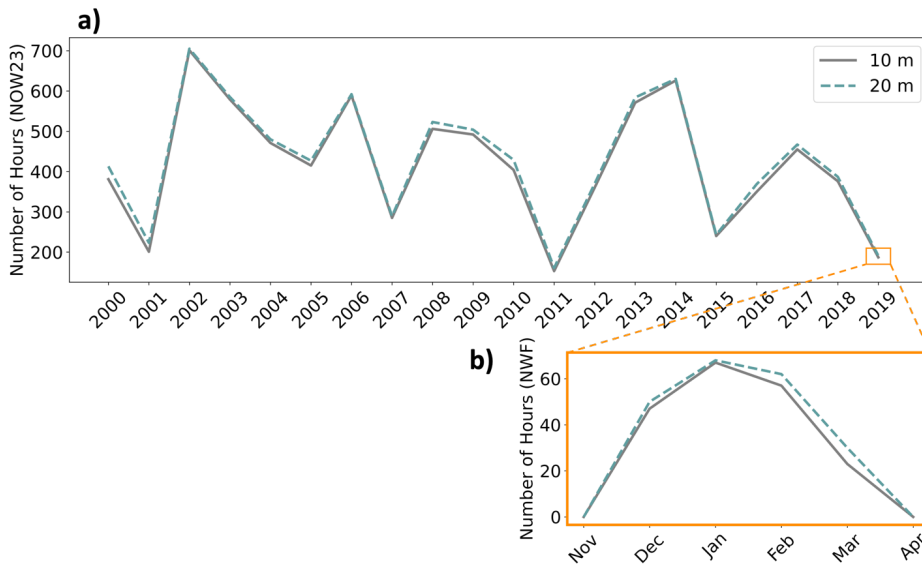 a)
Number of Hours (NOW23)
700
600
500
400
300
200
10 m
20 m
2000 2001 2002 2003 2004 2005 2006 2007 2008 2009 2010 2011 2012 2013 2014 2015 2016 2017 2018 2019
b)
Number of Hours (NWF)
60
40
20
0
Nov Dec Jan Feb Mar Apr